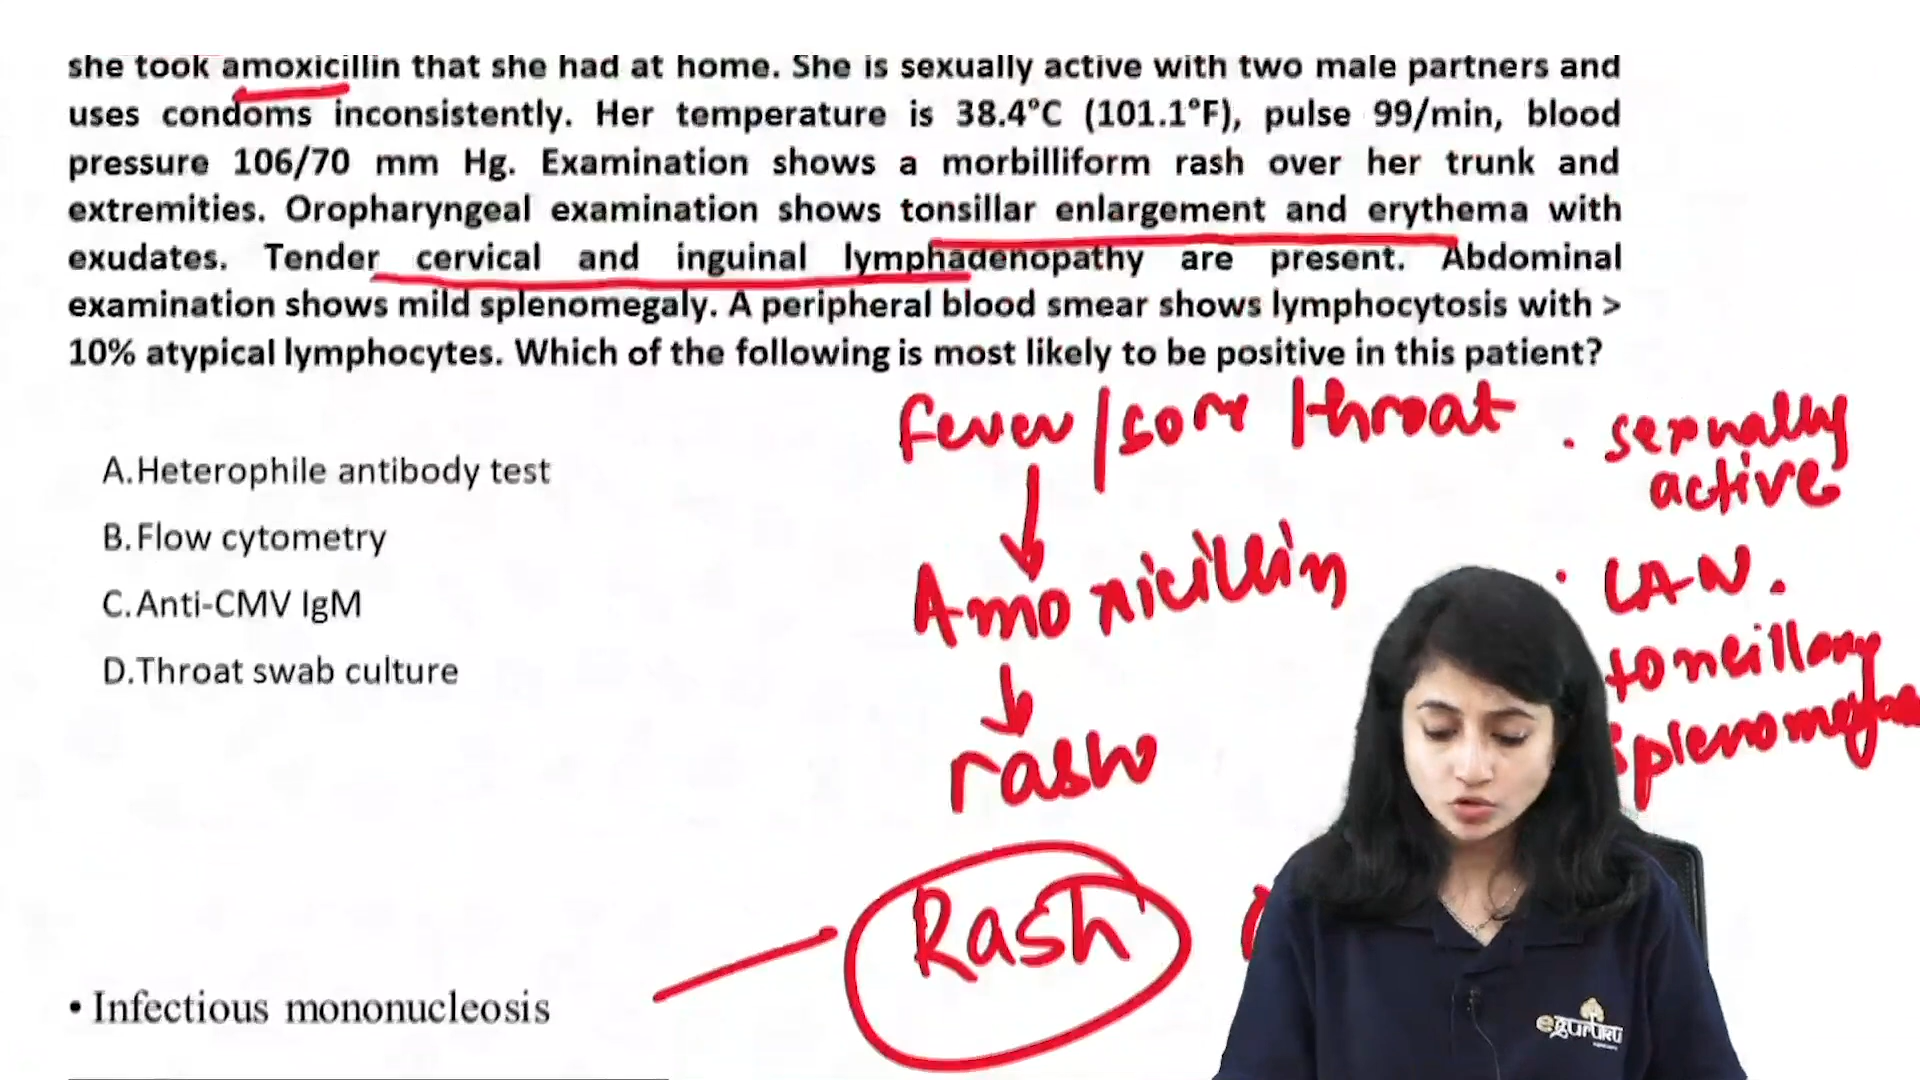 she took amoxicillin that she had at home. She is sexually active with two male partners and
uses condoms inconsistently. Her temperature is 38.4°C (101.1°F), pulse 99/min, blood
pressure 106/70 mm Hg. Examination shows a morbilliform rash over her trunk and
extremities. Oropharyngeal examination shows tonsillar enlargement and erythema with
exudates. Tender cervical and inguinal lymphadenopathy are present. Abdominal
examination shows mild splenomegaly. A peripheral blood smear shows lymphocytosis with >
10% atypical lymphocytes. Which of the following is most likely to be positive in this patient?
A.Heterophile antibody test
B.Flow cytometry
C.Anti-CMV IgM
D.Throat swab culture
fever/sore throat
Amoxicillin
rash
Rash
• sexually
active
• LAN.
splenomegaly
• Infectious mononucleosis
eGurukul